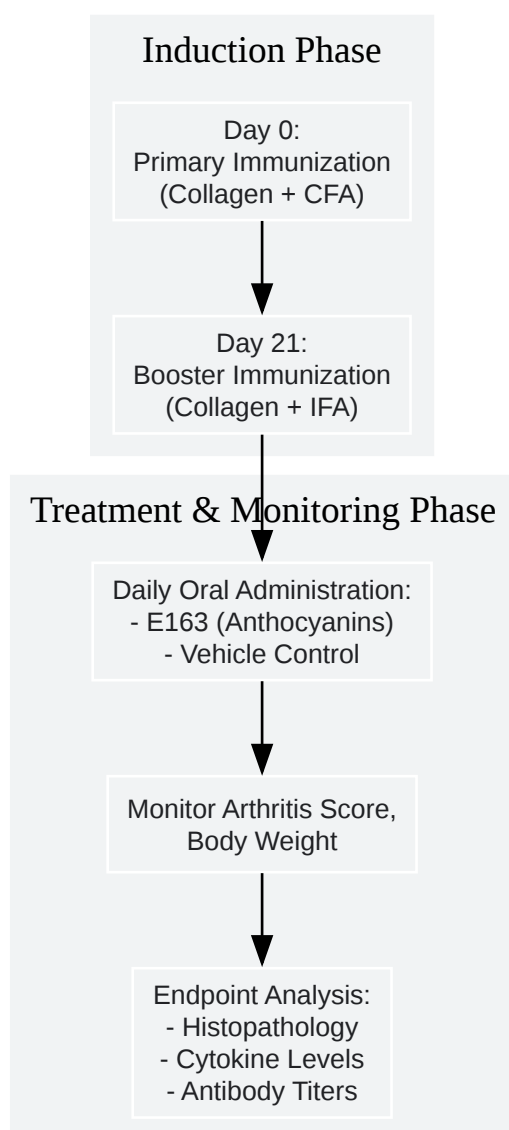 Induction Phase
Day 0:
Primary Immunization
(Collagen + CFA)
Day 21:
Booster Immunization
(Collagen + IFA)
Treatment & Monitoring Phase
Daily Oral Administration:
- E163 (Anthocyanins)
- Vehicle Control
Monitor Arthritis Score,
Body Weight
Endpoint Analysis:
- Histopathology
- Cytokine Levels
- Antibody Titers